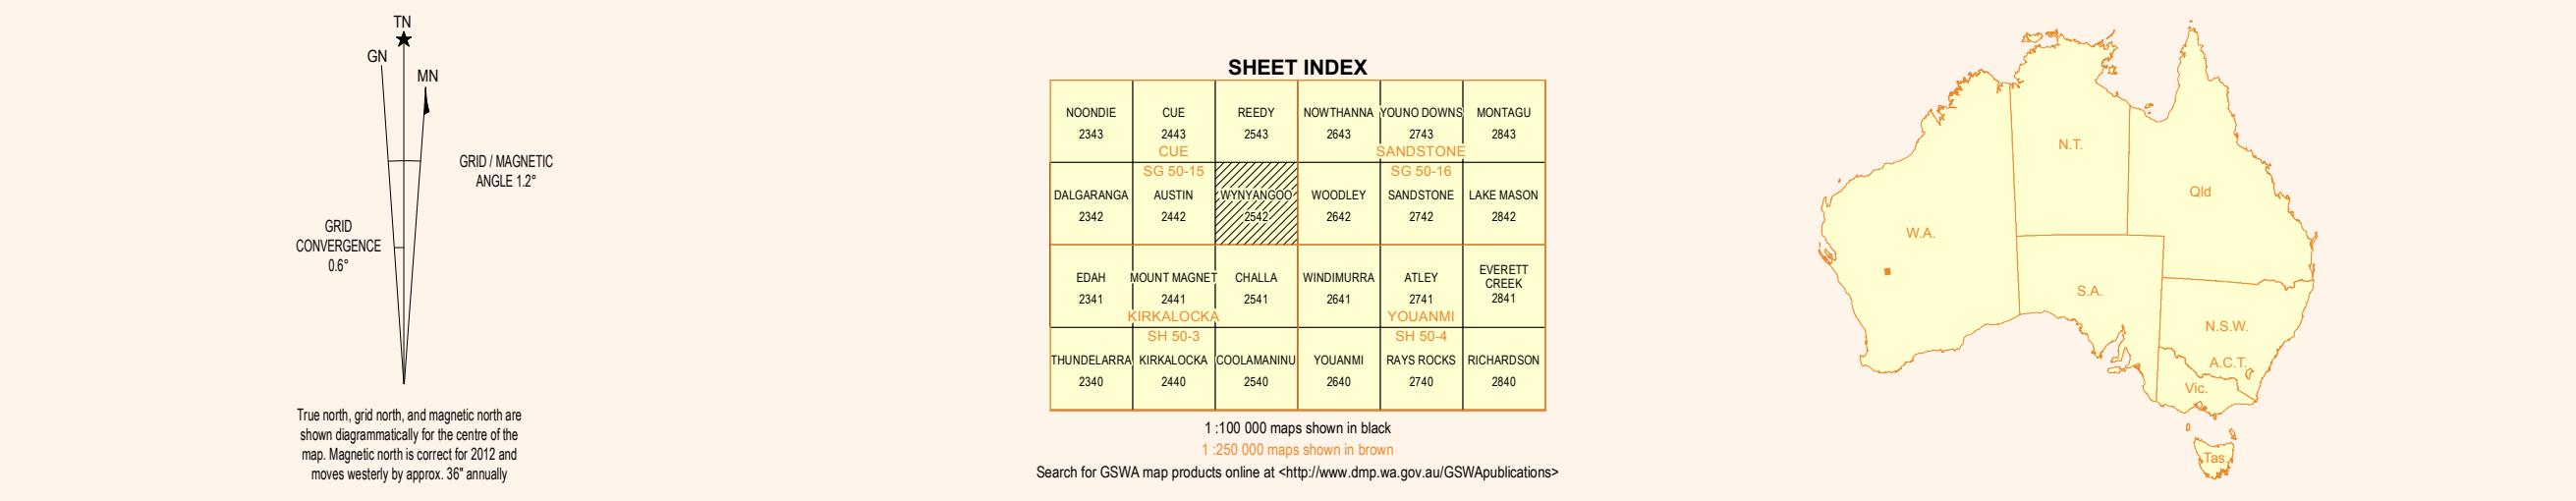 TN
GN
MN
GRID / MAGNETIC
ANGLE 1.2°
GRID
CONVERGENCE
0.6°
True north, grid north, and magnetic north are
shown diagrammatically for the centre of the
map. Magnetic north is correct for 2012 and
moves westerly by approx. 36" annually
SHEET INDEX
NOONDIE CUE REEDY NOWTHANNA YOUNO DOWNS MONTAGU
2343 2443 2543 2643 2743 2843
CUE SANDSTONE
SG 50-15 SG 50-16
DALGARANGA AUSTIN WYNYANGOO WOODLEY SANDSTONE LAKE MASON
2342 2442 2542 2642 2742 2842
EDAH MOUNT MAGNET CHALLA WINDIMURRA ATLEY EVERETT
CREEK
2341 2441 2541 2641 2741 2841
KIRKALOCKA YOUANMI
SH 50-3 SH 50-4
THUNDELARRA KIRKALOCKA COOLAMANINU YOUANMI RAYS ROCKS RICHARDSON
2340 2440 2540 2640 2740 2840
1 :100 000 maps shown in black
1 :250 000 maps shown in brown
Search for GSWA map products online at <http://www.dmp.wa.gov.au/GSWApublications>
N.T.
Qld
W.A.
S.A.
N.S.W.
A.C.T.
Vic.
Tas.